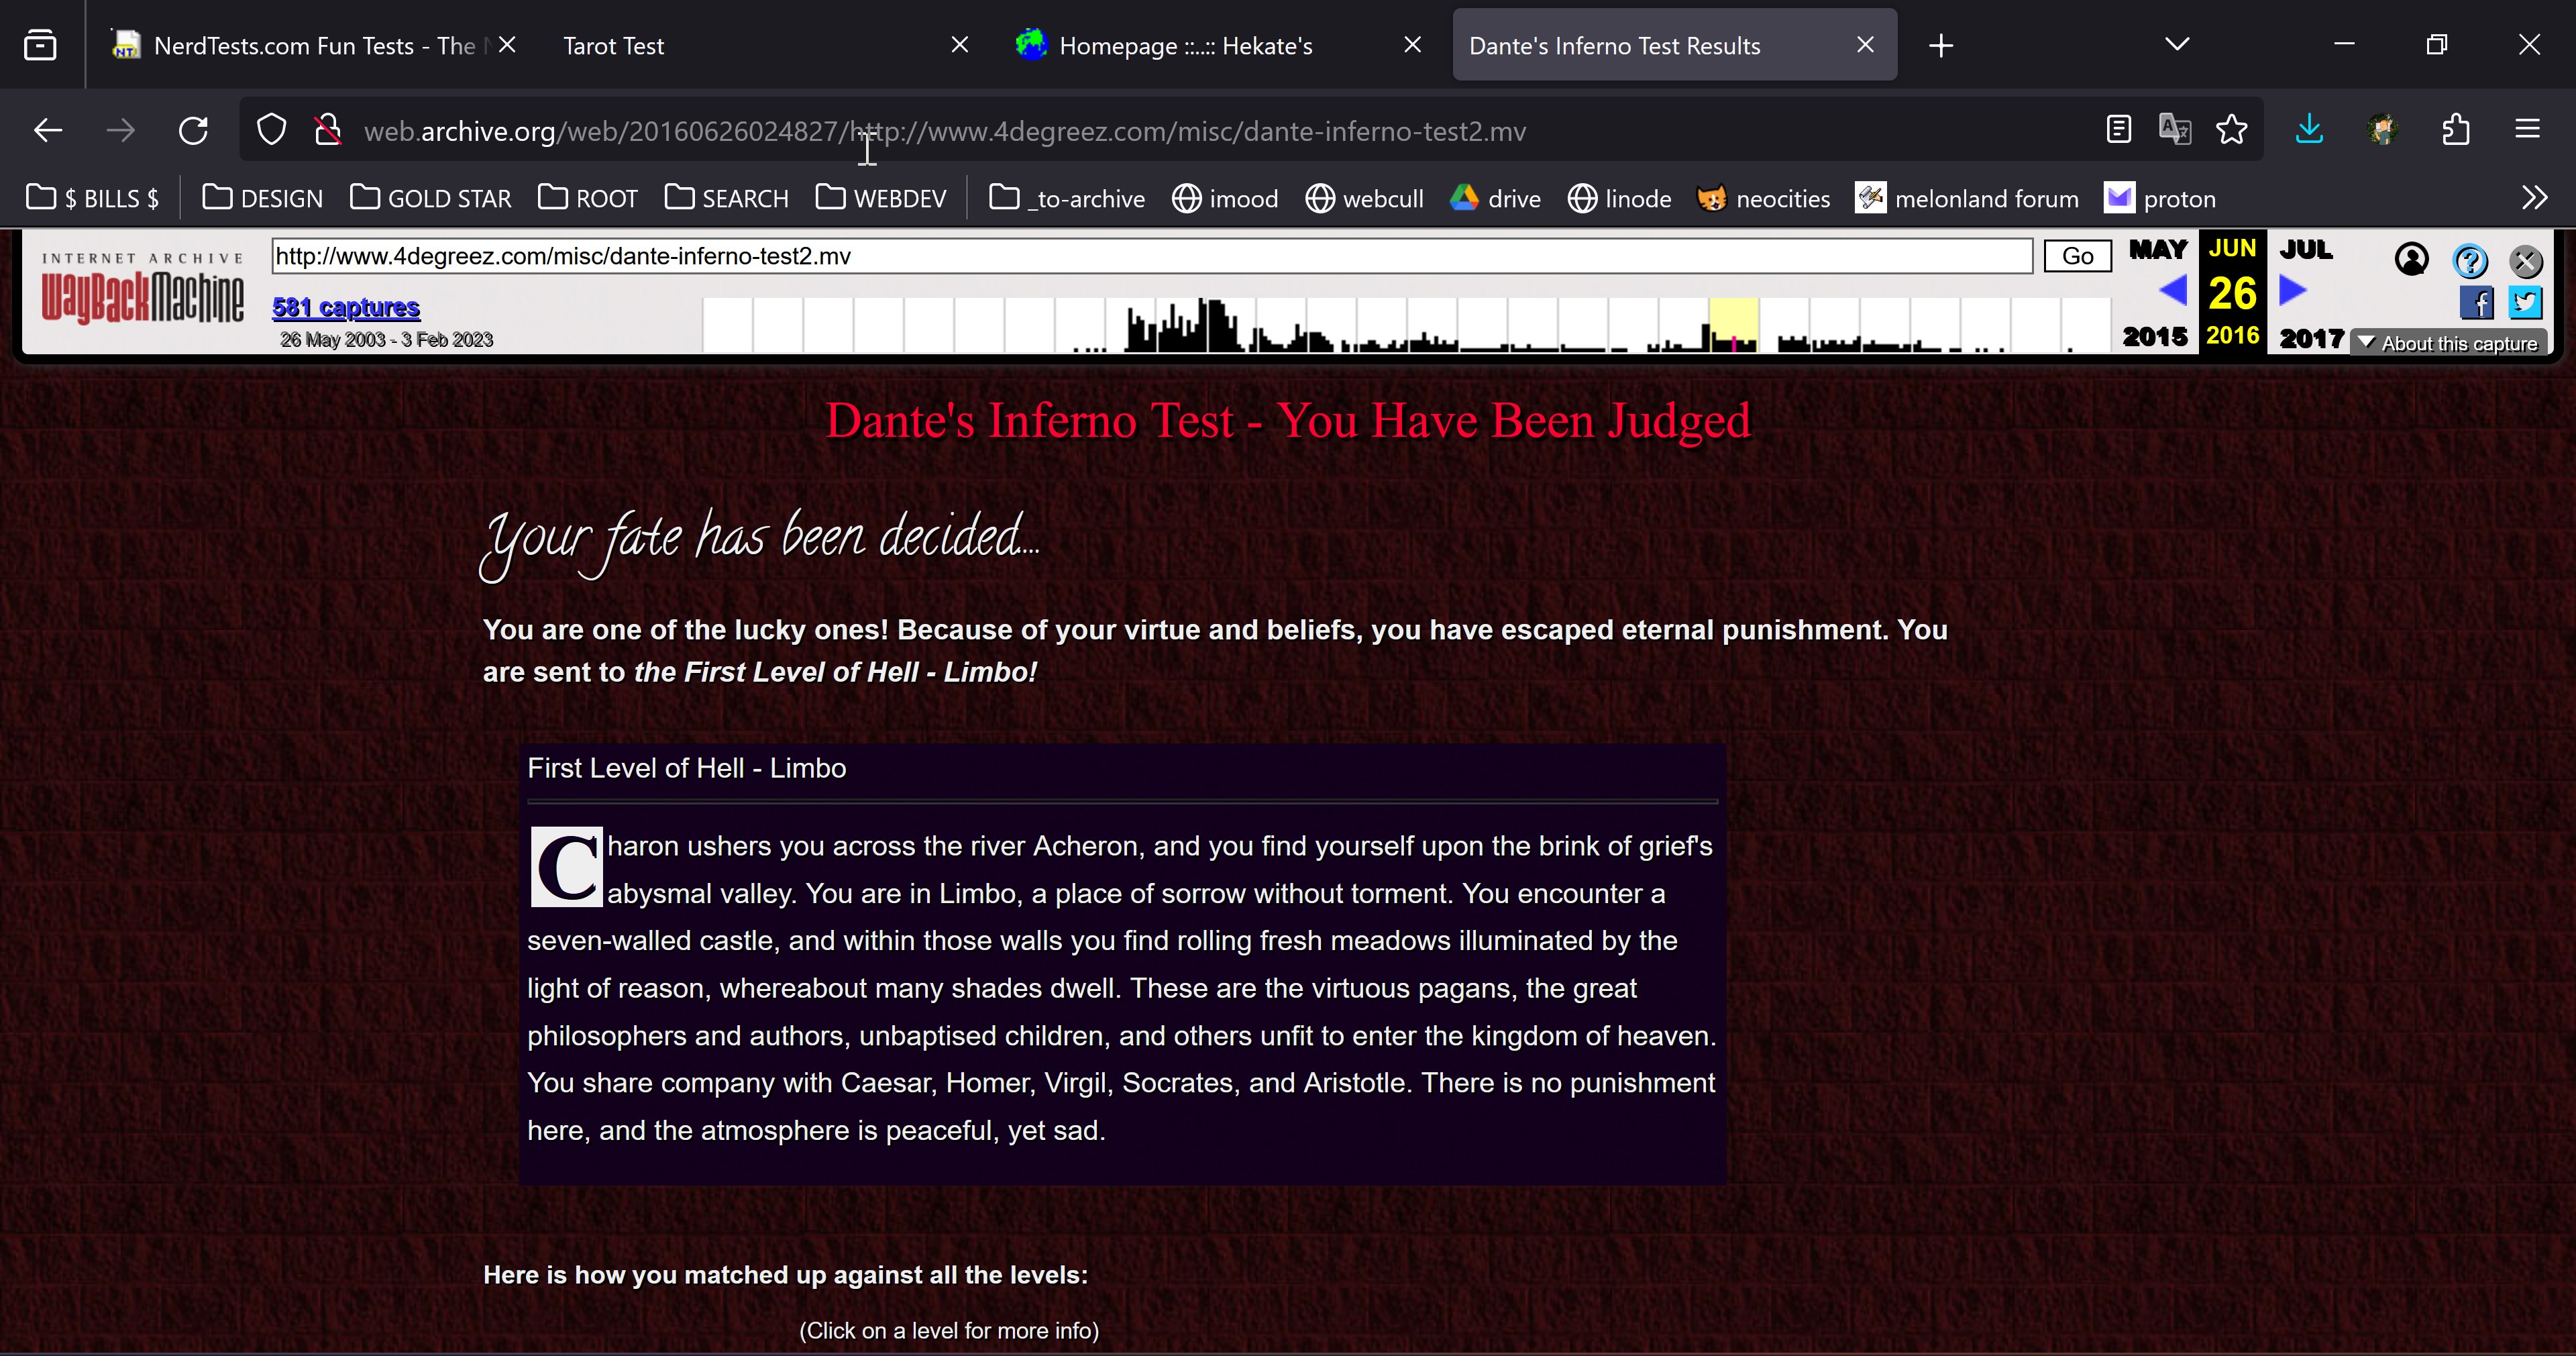 NerdTests.com Fun Tests - The
Tarot Test
Homepage ::..:: Hekate's
Dante's Inferno Test Results
web.archive.org/web/20160626024827/http://www.4degreez.com/misc/dante-inferno-test2.mv
$ BILLS $
DESIGN
GOLD STAR
ROOT
SEARCH
WEBDEV
_to-archive
imood
webcull
drive
linode
neocities
melonland forum
proton
INTERNET ARCHIVE
WayBackMachine
http://www.4degreez.com/misc/dante-inferno-test2.mv
Go
MAY
JUN
JUL
581 captures
26
26 May 2003 - 3 Feb 2023
2015
2016
2017
About this capture
Dante's Inferno Test - You Have Been Judged
Your fate has been decided....
You are one of the lucky ones! Because of your virtue and beliefs, you have escaped eternal punishment. You
are sent to the First Level of Hell - Limbo!
First Level of Hell - Limbo
Charon ushers you across the river Acheron, and you find yourself upon the brink of grief's
abysmal valley. You are in Limbo, a place of sorrow without torment. You encounter a
seven-walled castle, and within those walls you find rolling fresh meadows illuminated by the
light of reason, whereabout many shades dwell. These are the virtuous pagans, the great
philosophers and authors, unbaptised children, and others unfit to enter the kingdom of heaven.
You share company with Caesar, Homer, Virgil, Socrates, and Aristotle. There is no punishment
here, and the atmosphere is peaceful, yet sad.
Here is how you matched up against all the levels:
(Click on a level for more info)